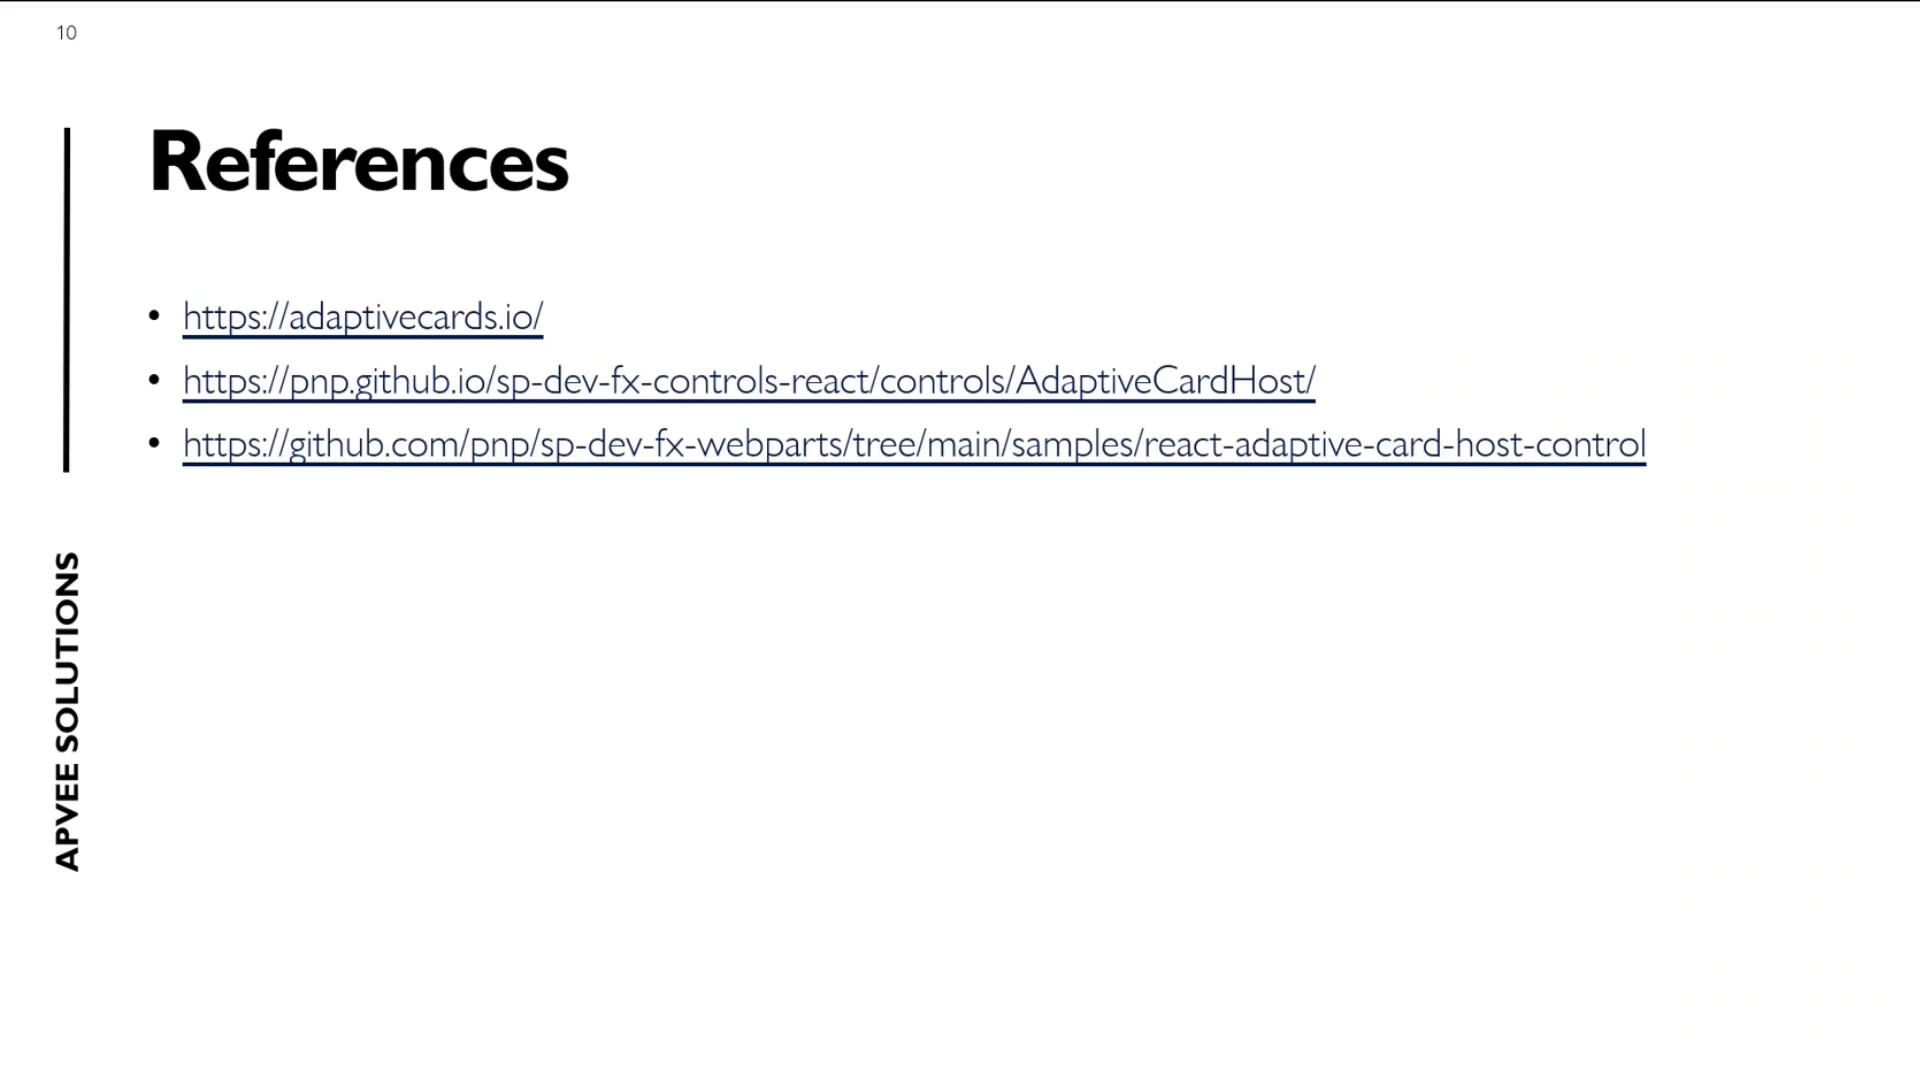 10
References
• https://adaptivecards.io/
• https://pnp.github.io/sp-dev-fx-controls-react/controls/AdaptiveCardHost/
• https://github.com/pnp/sp-dev-fx-webparts/tree/main/samples/react-adaptive-card-host-control
APVEE SOLUTIONS